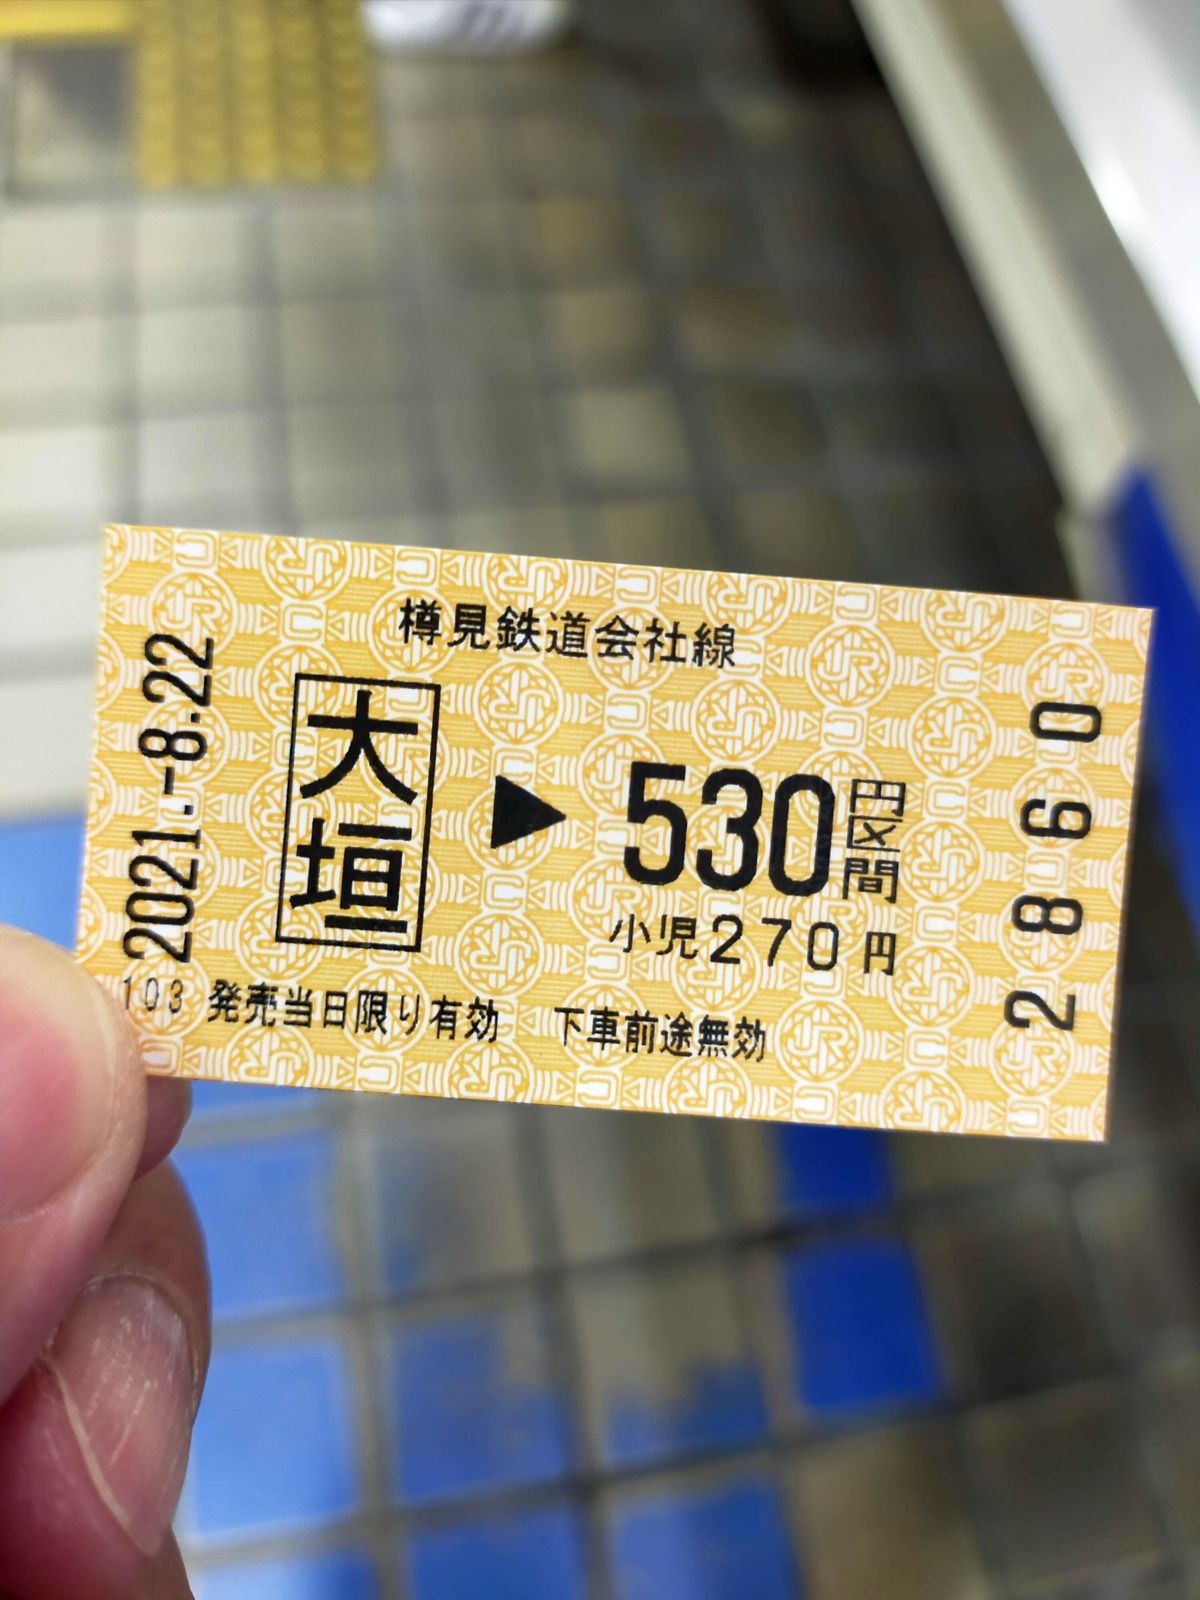 樽見鉄道会社線
2021.-8.22
大垣▶530円区間
小児270円
2860
103 発売当日限り有効 下車前途無効